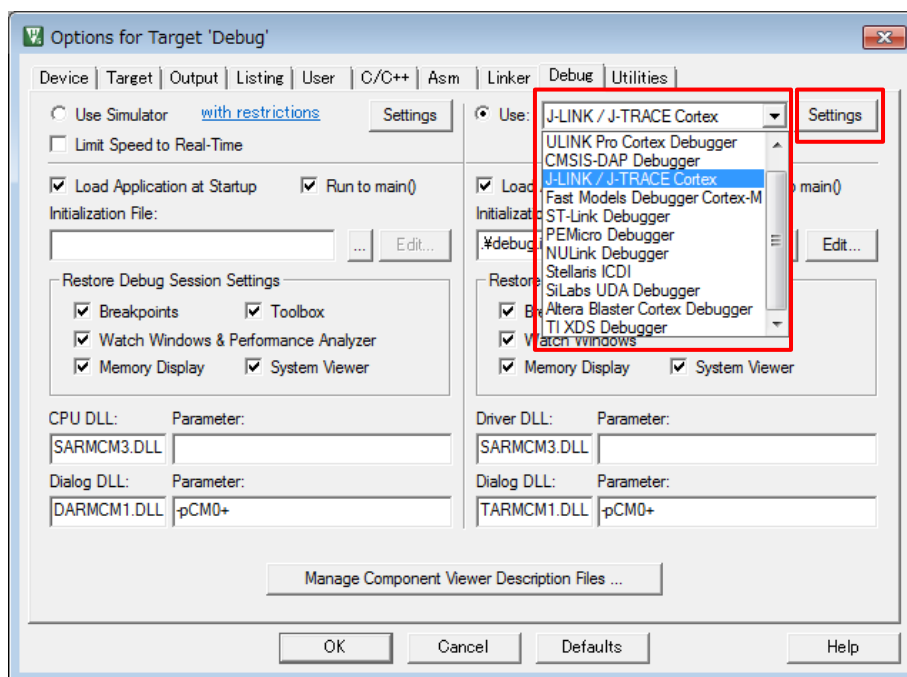 Options for Target 'Debug'
Device Target Output Listing User C/C++ Asm Linker Debug Utilities
Use Simulator with restrictions Settings
Limit Speed to Real-Time
Use: J-LINK / J-TRACE Cortex Settings
ULINK Pro Cortex Debugger
CMSIS-DAP Debugger
J-LINK / J-TRACE Cortex
Fast Models Debugger Cortex-M
ST-Link Debugger
PEMicro Debugger
NULink Debugger
Stellaris ICDI
SiLabs UDA Debugger
Altera Blaster Cortex Debugger
TI XDS Debugger
Load Application at Startup Run to main()
Initialization File:
... Edit...
Restore Debug Session Settings
Breakpoints Toolbox
Watch Windows & Performance Analyzer
Memory Display System Viewer
CPU DLL: Parameter:
SARMCM3.DLL
Dialog DLL: Parameter:
DARMCM1.DLL -pCM0+
Load main()
.¥debug Edit...
Restore
Watch Windows
Memory Display System Viewer
Driver DLL: Parameter:
SARMCM3.DLL
Dialog DLL: Parameter:
TARMCM1.DLL -pCM0+
Manage Component Viewer Description Files ...
OK Cancel Defaults Help